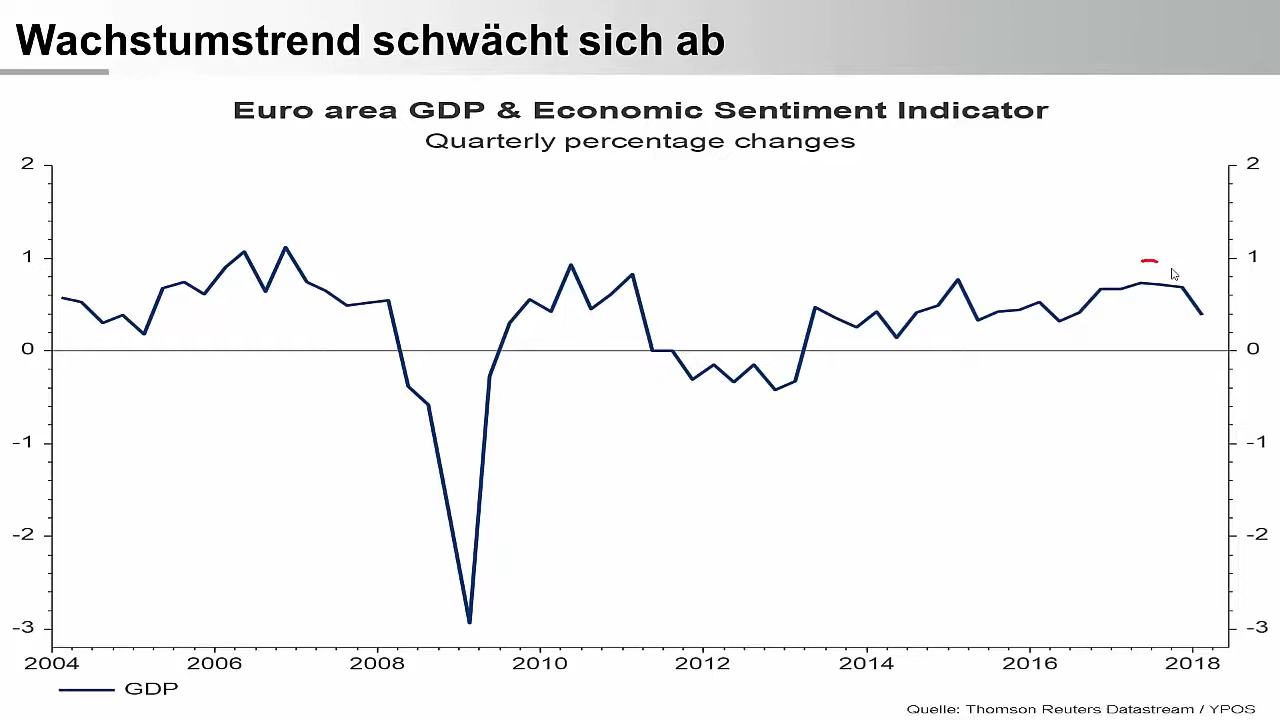 Wachstumstrend schwächt sich ab
Euro area GDP & Economic Sentiment Indicator
Quarterly percentage changes
2 2
1 1
0 0
-1 -1
-2 -2
-3 -3
2004 2006 2008 2010 2012 2014 2016 2018
GDP
Quelle: Thomson Reuters Datastream / YPOS